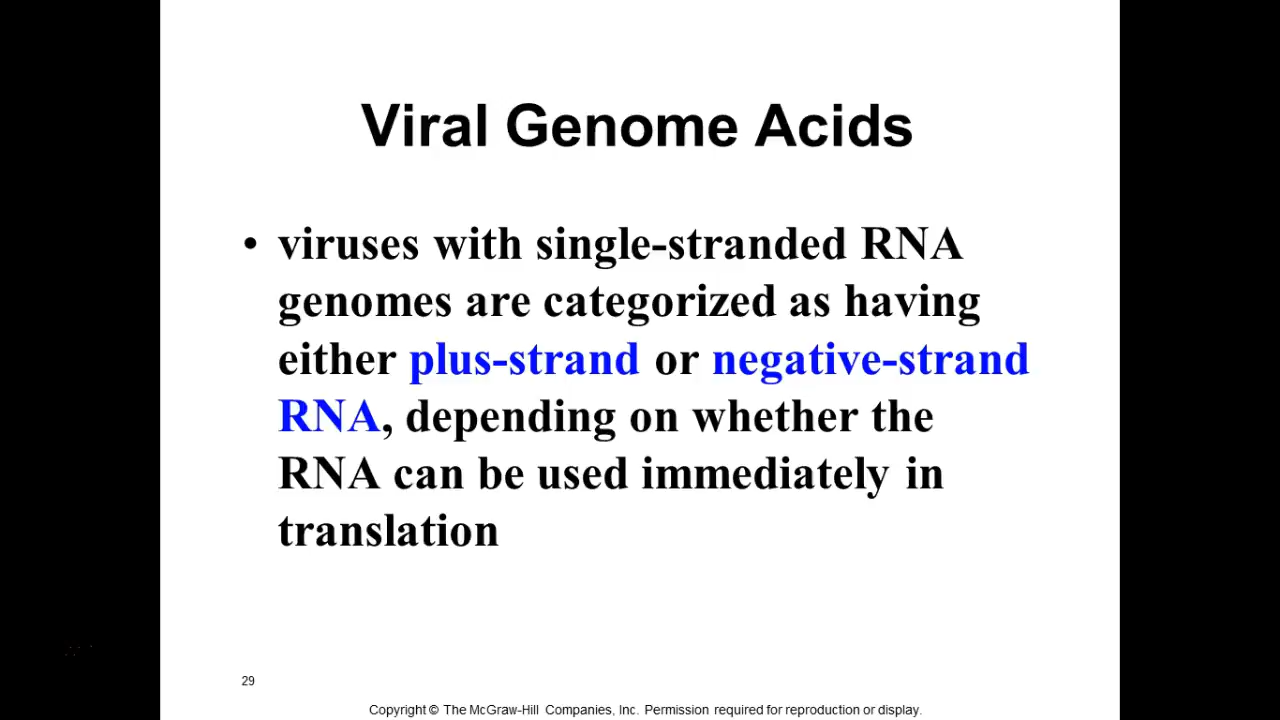 Viral Genome Acids
• viruses with single-stranded RNA
genomes are categorized as having
either plus-strand or negative-strand
RNA, depending on whether the
RNA can be used immediately in
translation
29
Copyright © The McGraw-Hill Companies, Inc. Permission required for reproduction or display.